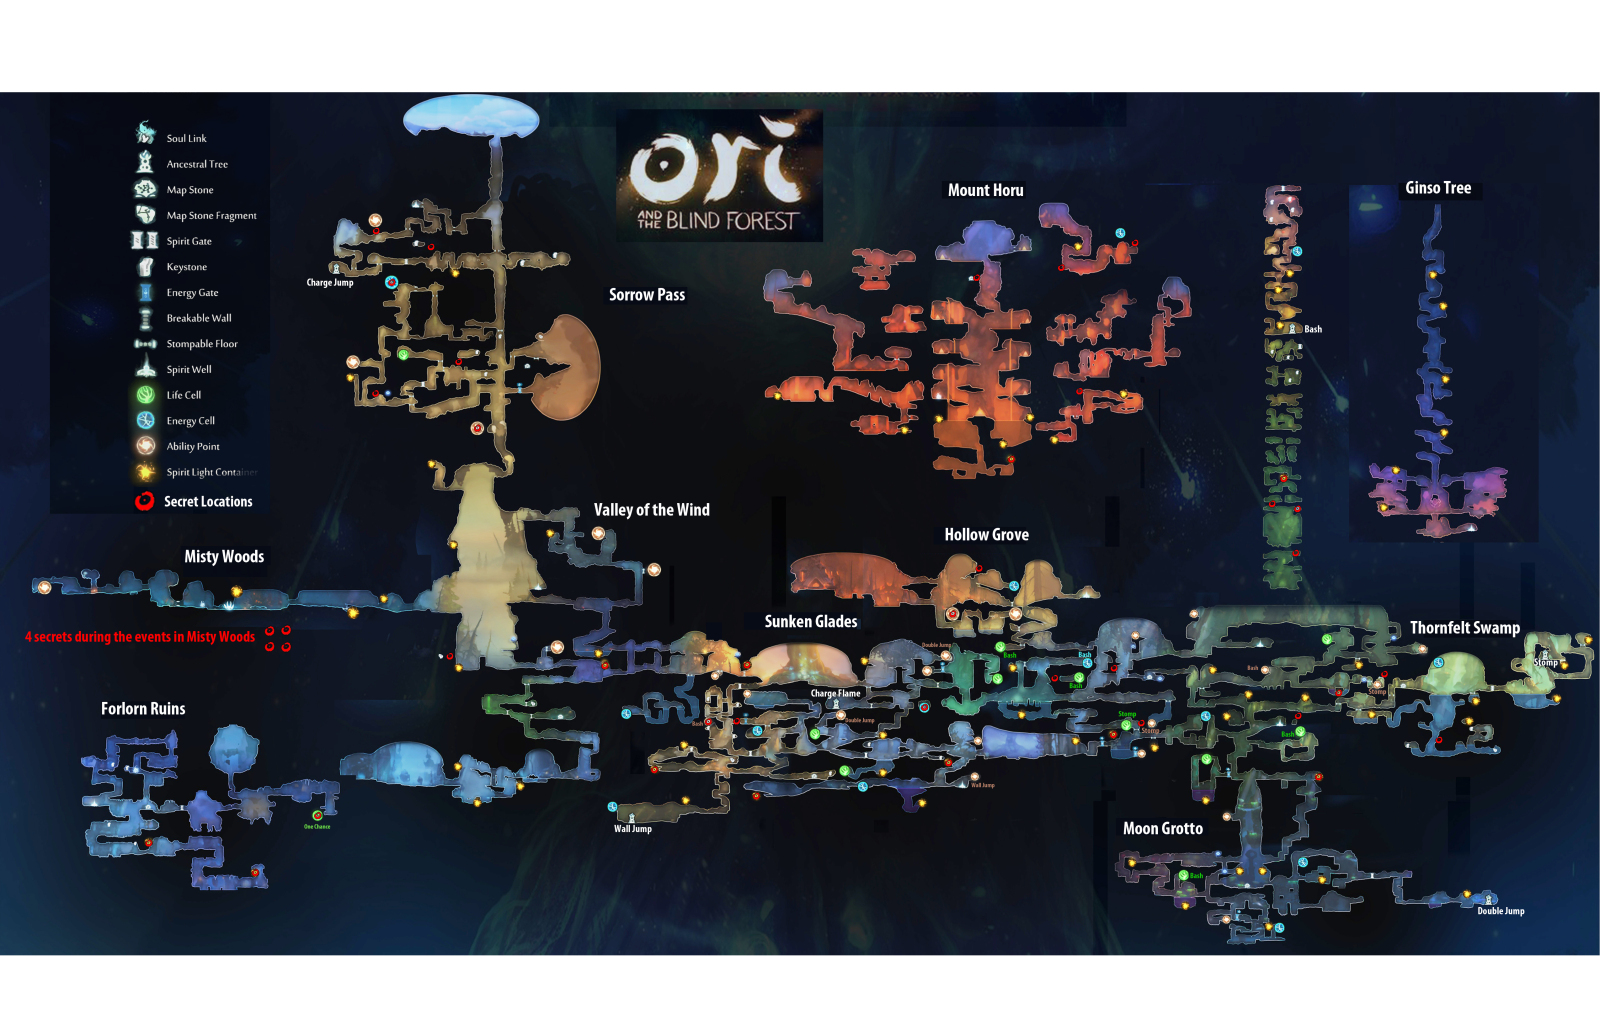 Soul Link
Ancestral Tree
Map Stone
Map Stone Fragment
Spirit Gate
Keystone
Energy Gate
Breakable Wall
Stompable Floor
Spirit Well
Life Cell
Energy Cell
Ability Point
Spirit Light Container
Secret Locations
ori
AND THE BLIND FOREST
Mount Horu
Ginso Tree
Charge Jump
Sorrow Pass
Bash
Valley of the Wind
Hollow Grove
Misty Woods
4 secrets during the events in Misty Woods
Sunken Glades
Thornfelt Swamp
Double Jump
Bash
Bash
Bash
Stomp
Bash
Stomp
Charge Flame
Forlorn Ruins
Bash
Double Jump
Stomp
Stomp
Bash
Wall Jump
One Chance
Wall Jump
Moon Grotto
Bash
Double Jump